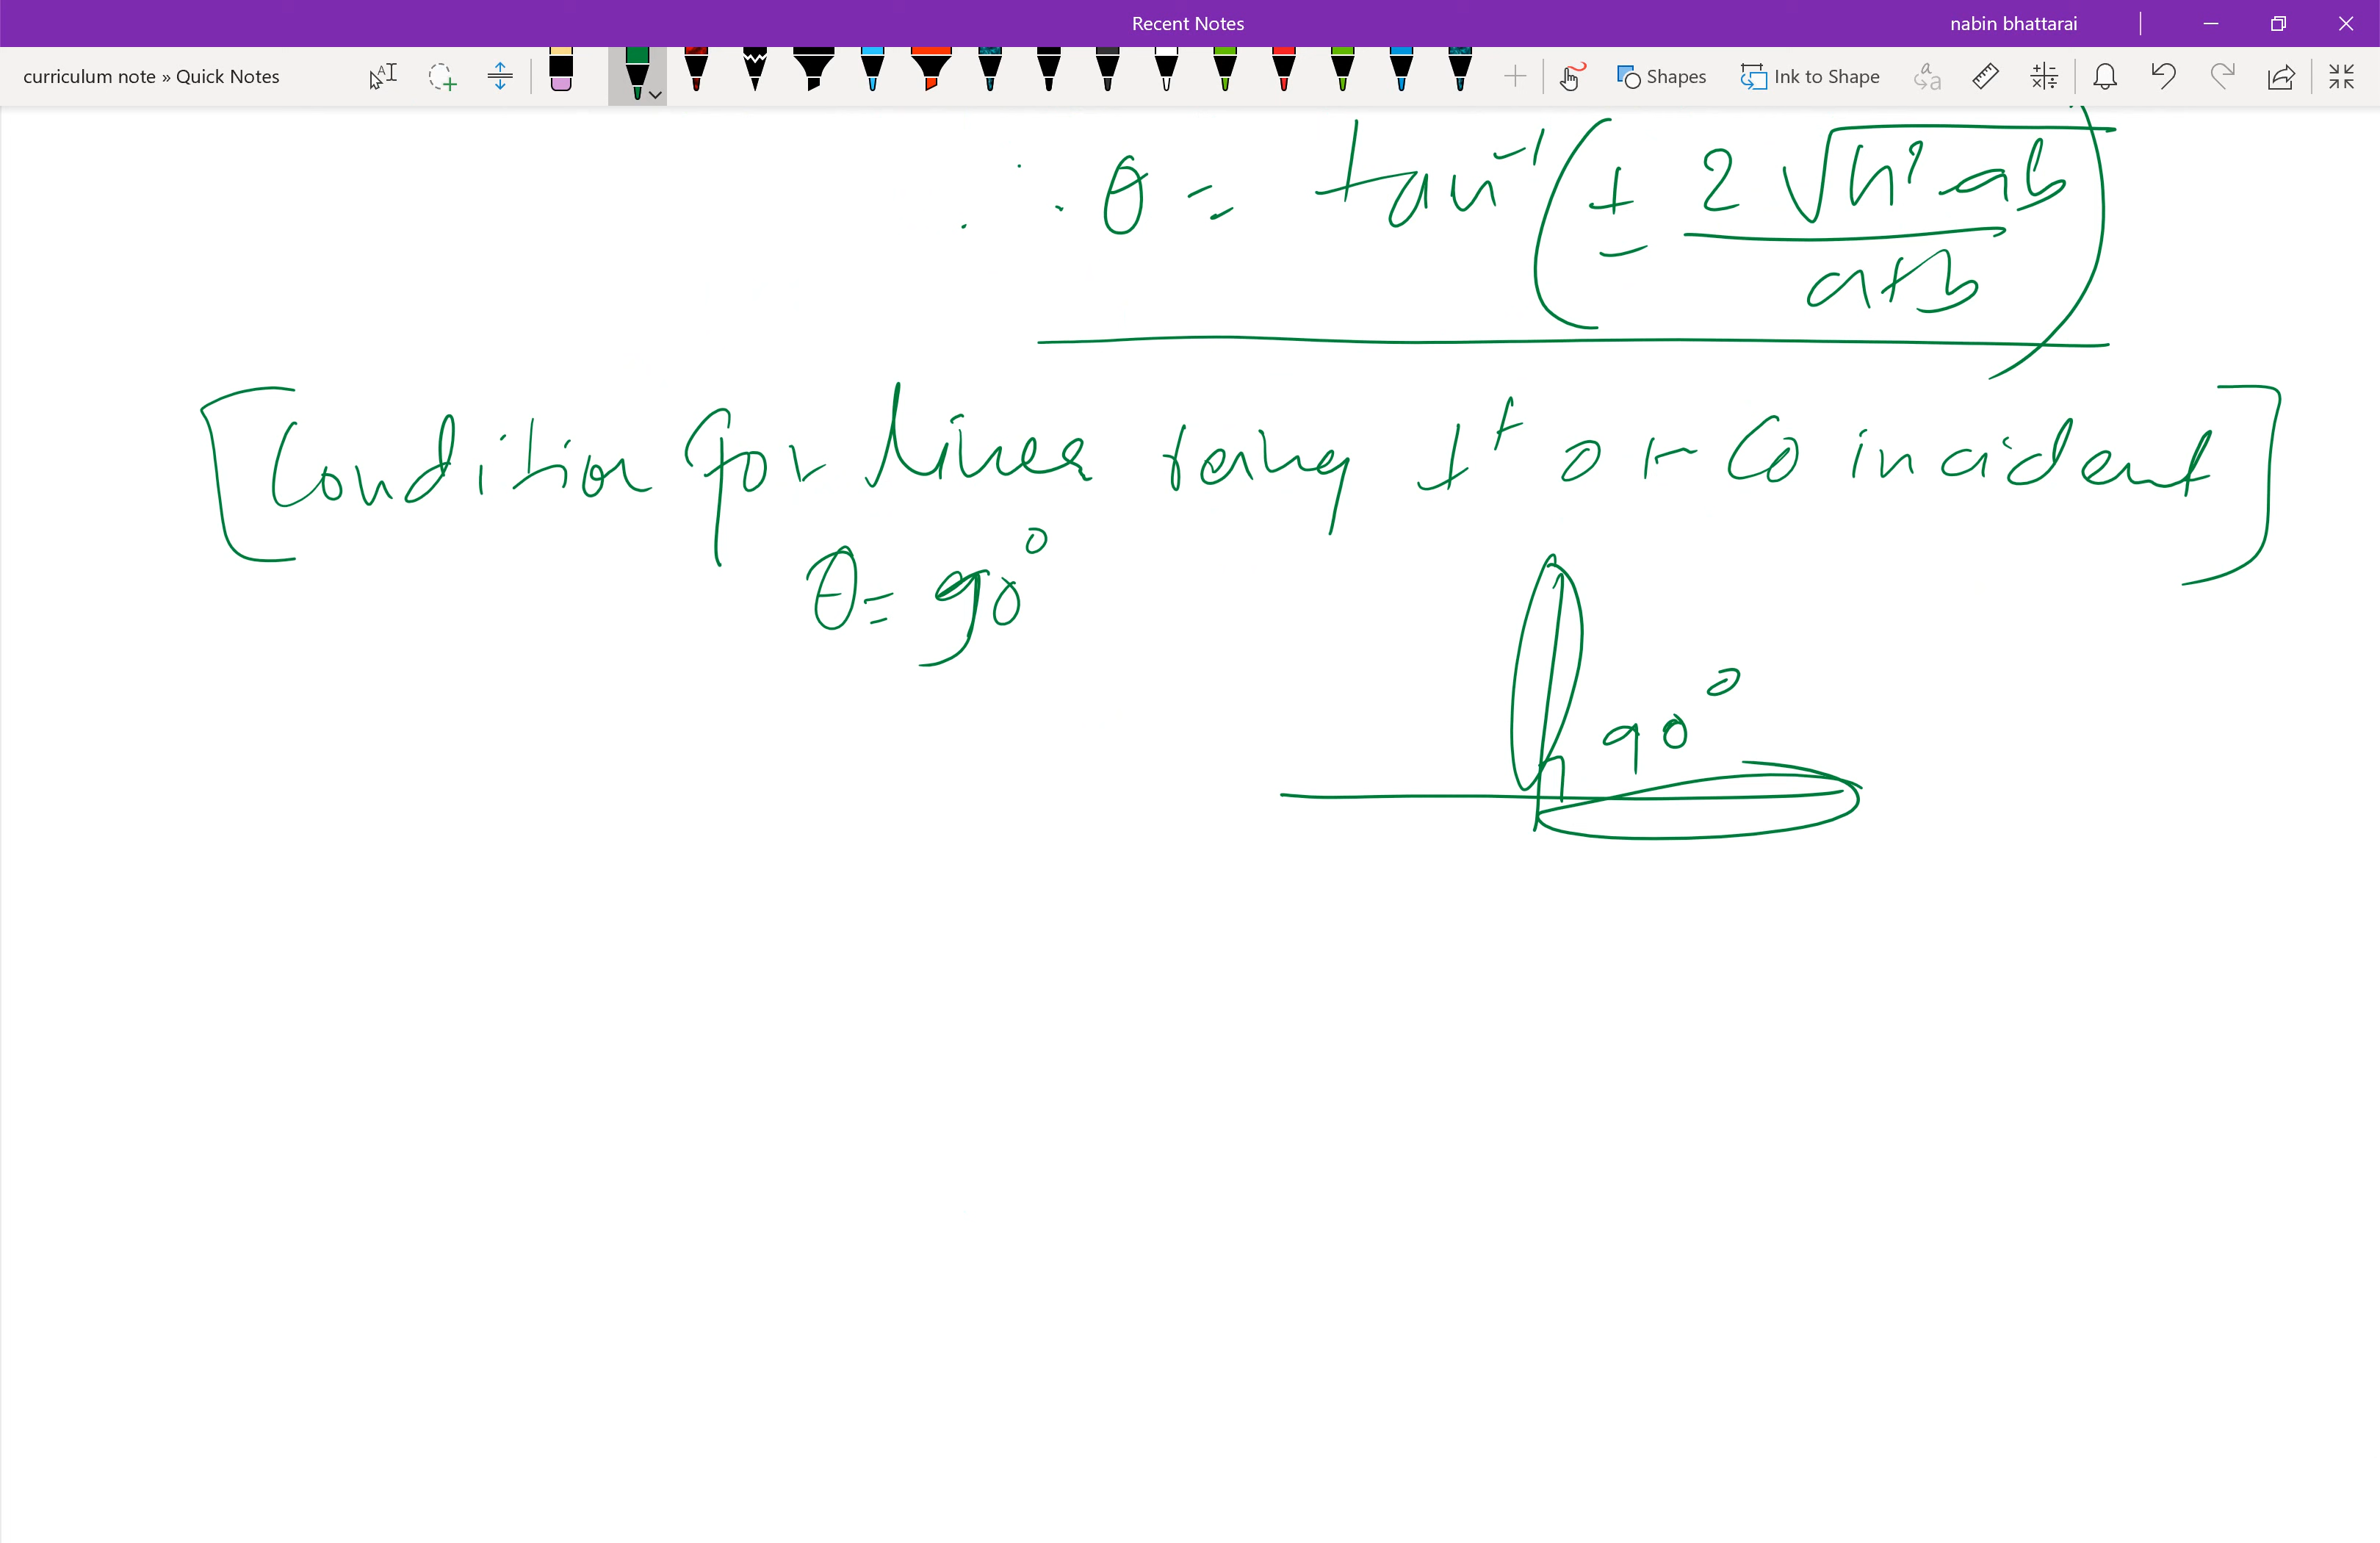 Recent Notes
nabin bhattarai
curriculum note » Quick Notes
Shapes
Ink to Shape
∴ θ = tan⁻¹(± 2√(h²-ab) / a+b)
[Condition for lines being ⊥r or Coincident]
θ = 90°
90°